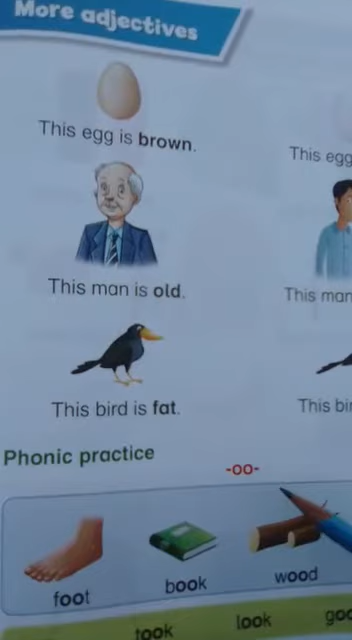 More adjectives
This egg is brown.
This egg
This man is old.
This man
This bird is fat.
This
Phonic practice
-oo-
foot book wood
took look